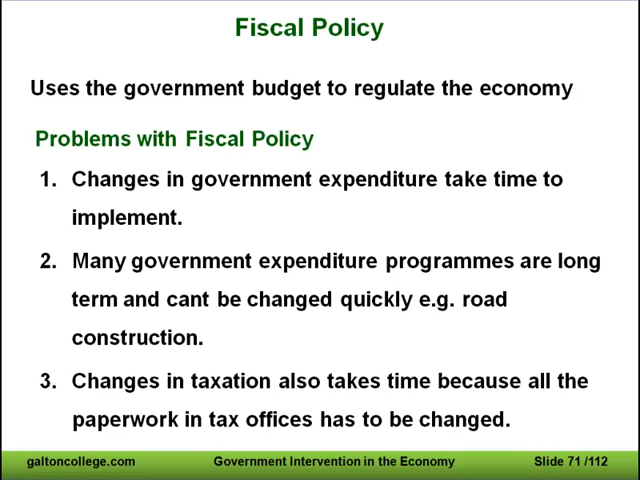 Fiscal Policy
Uses the government budget to regulate the economy
Problems with Fiscal Policy
1. Changes in government expenditure take time to
implement.
2. Many government expenditure programmes are long
term and cant be changed quickly e.g. road
construction.
3. Changes in taxation also takes time because all the
paperwork in tax offices has to be changed.
galtoncollege.com Government Intervention in the Economy Slide 71 /112